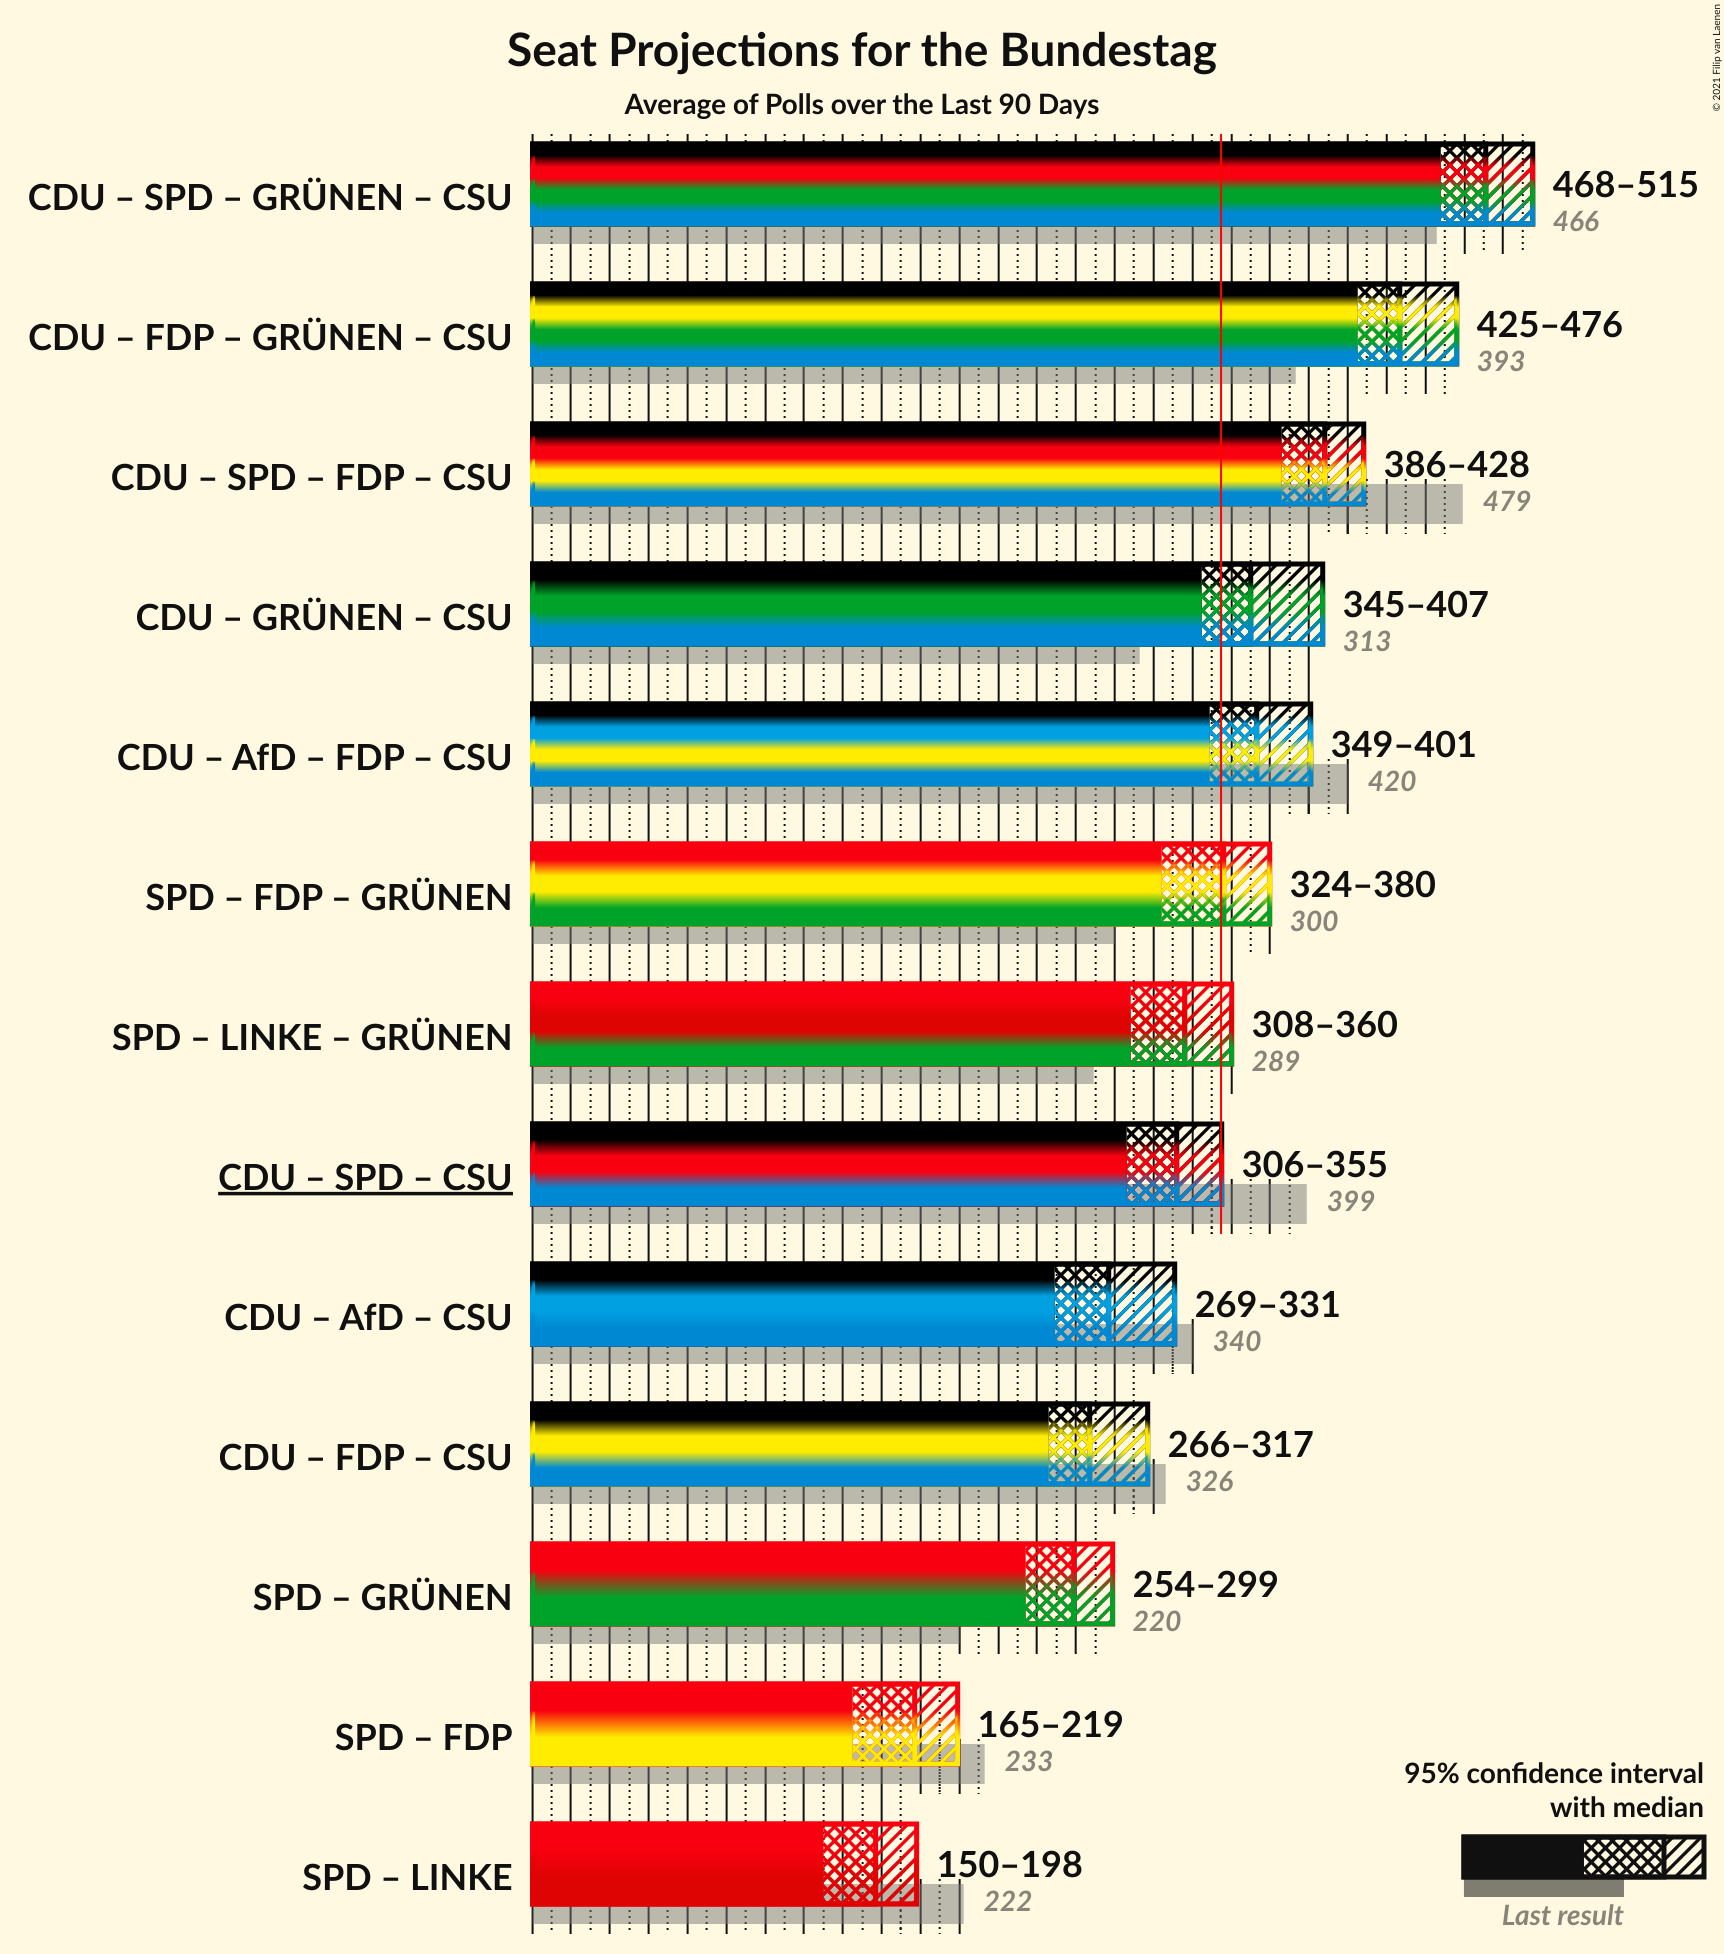 © 2021 Filip van Laenen
Seat Projections for the Bundestag
Average of Polls over the Last 90 Days
CDU – SPD – GRÜNEN – CSU
468–515
466
CDU – FDP – GRÜNEN – CSU
425–476
393
CDU – SPD – FDP – CSU
386–428
479
CDU – GRÜNEN – CSU
345–407
313
CDU – AfD – FDP – CSU
349–401
420
SPD – FDP – GRÜNEN
324–380
300
SPD – LINKE – GRÜNEN
308–360
289
CDU – SPD – CSU
306–355
399
CDU – AfD – CSU
269–331
340
CDU – FDP – CSU
266–317
326
SPD – GRÜNEN
254–299
220
SPD – FDP
165–219
233
SPD – LINKE
150–198
222
95% confidence interval
with median
Last result